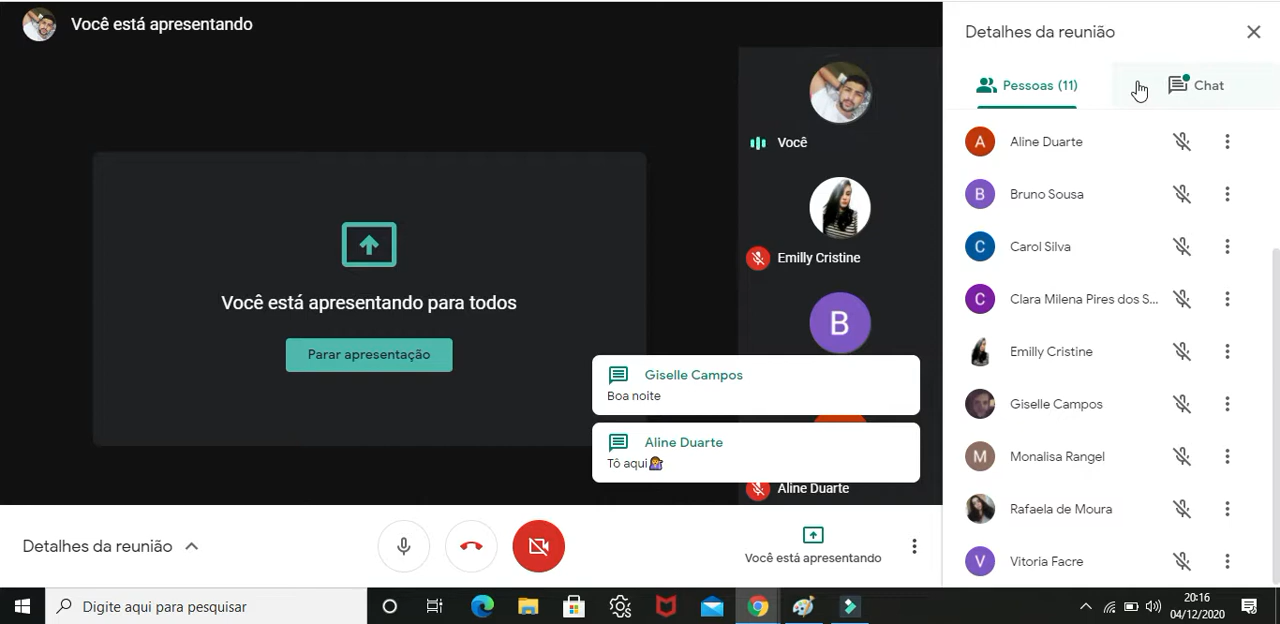 Você está apresentando
Você está apresentando para todos
Parar apresentação
Você
Emilly Cristine
B
Giselle Campos
Boa noite
Aline Duarte
Tô aqui🤷‍♀️
Aline Duarte
Detalhes da reunião
Você está apresentando
Detalhes da reunião
Pessoas (11)
Chat
A Aline Duarte
B Bruno Sousa
C Carol Silva
C Clara Milena Pires dos S...
Emilly Cristine
Giselle Campos
M Monalisa Rangel
Rafaela de Moura
V Vitoria Facre
Digite aqui para pesquisar
20:16
04/12/2020